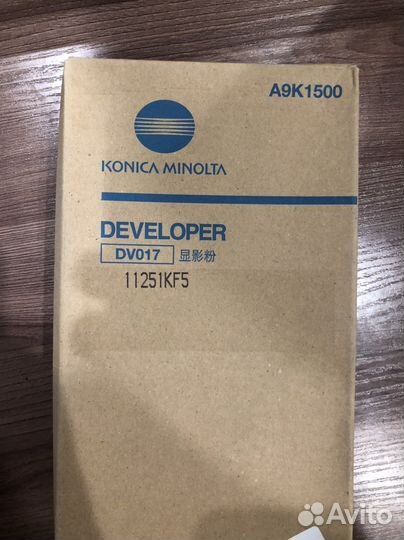 A9K1500
KONICA MINOLTA
DEVELOPER
DV017 显影粉
11251KF5
Avito